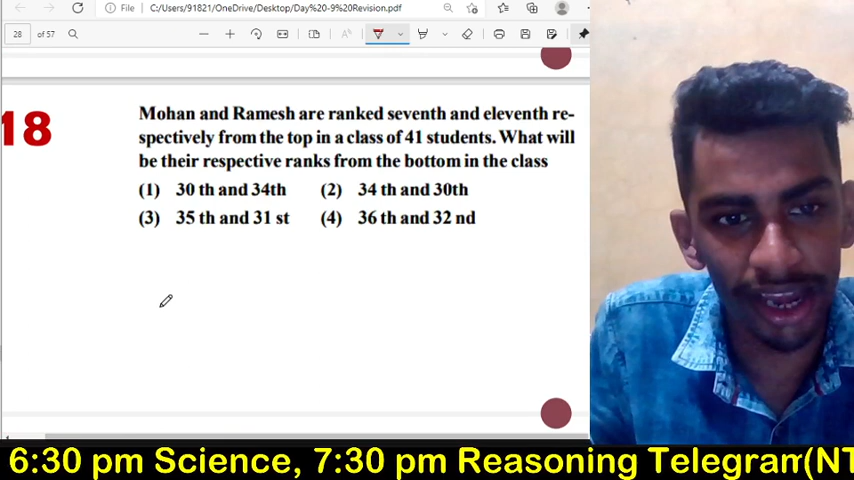 File | C:/Users/91821/OneDrive/Desktop/Day%20-9%20Revision.pdf
28 of 57
18
Mohan and Ramesh are ranked seventh and eleventh re-
spectively from the top in a class of 41 students. What will
be their respective ranks from the bottom in the class
(1) 30 th and 34th (2) 34 th and 30th
(3) 35 th and 31 st (4) 36 th and 32 nd
6:30 pm Science, 7:30 pm Reasoning Telegram(NT